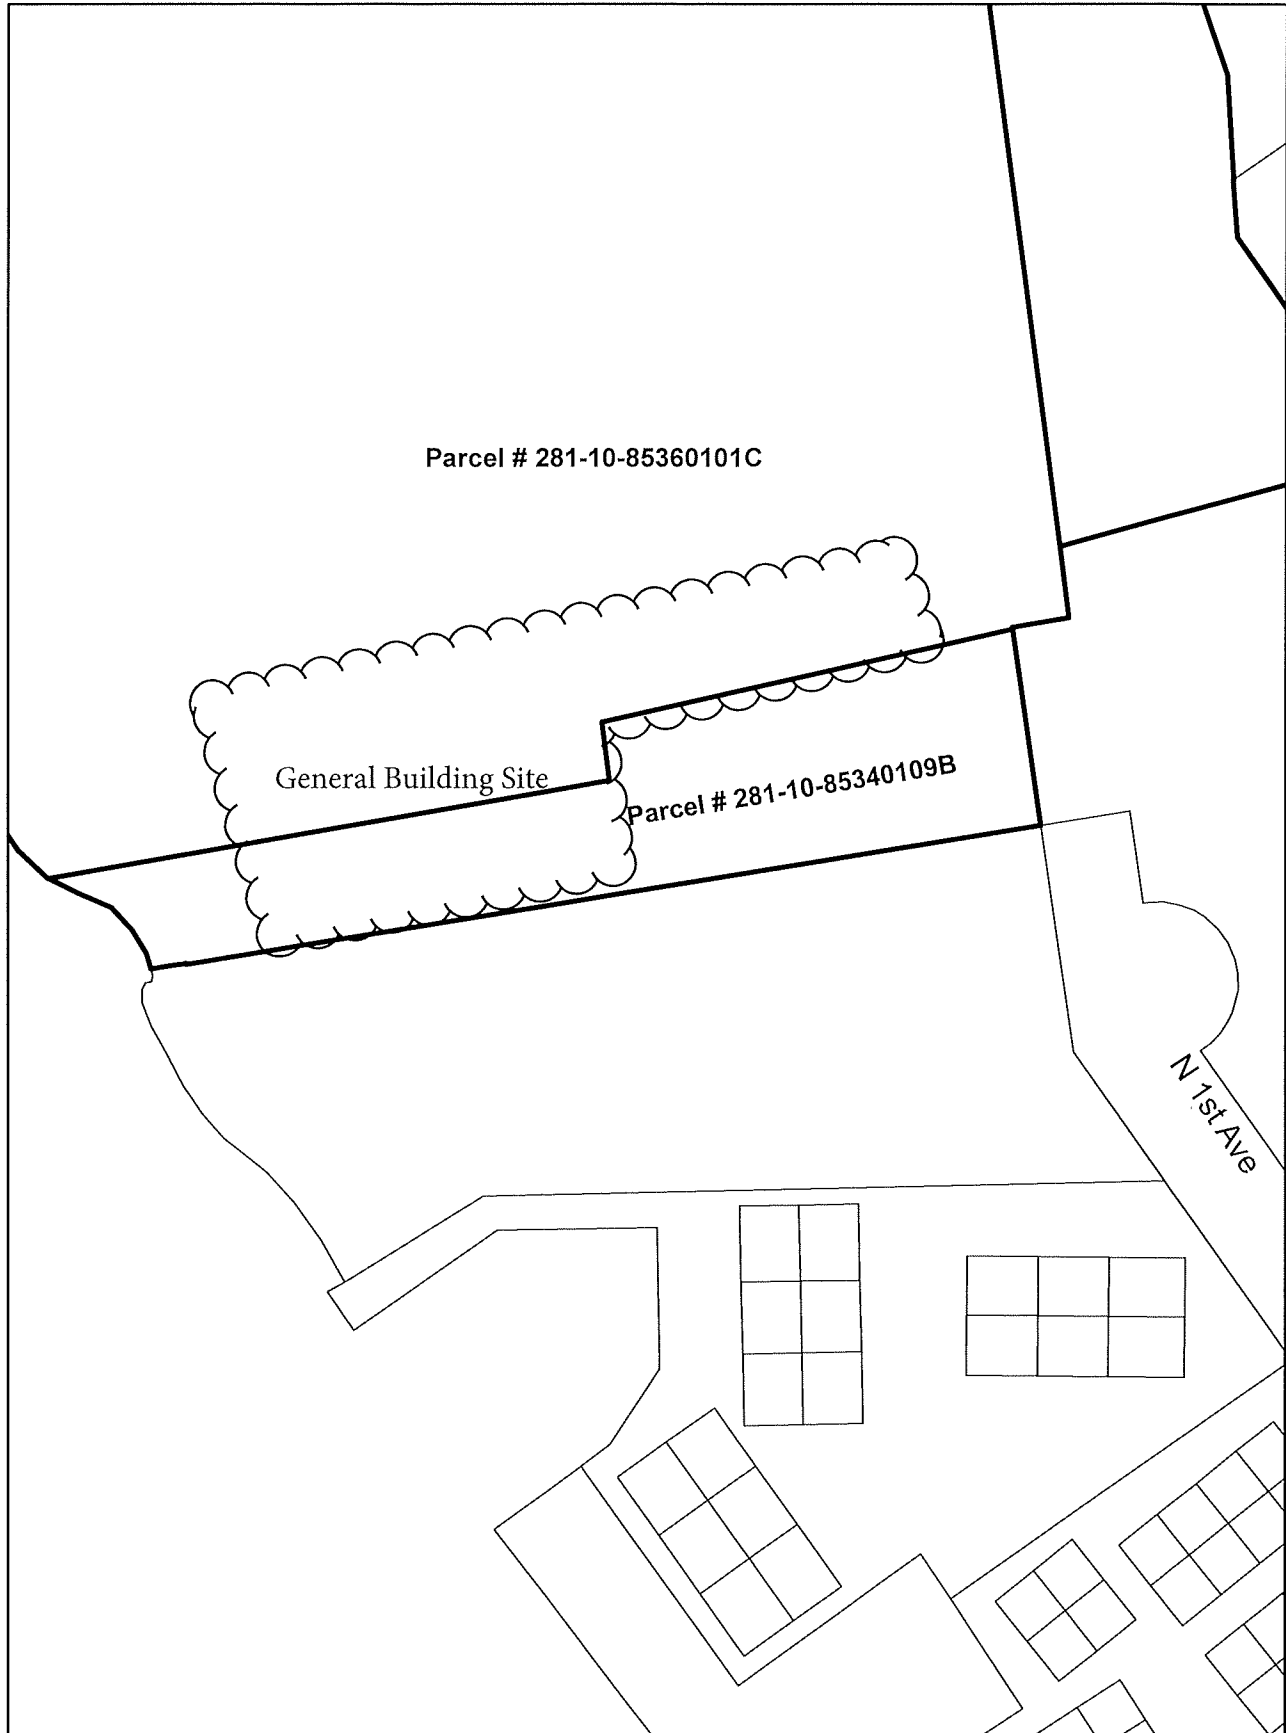 Parcel # 281-10-85360101C
General Building Site
Parcel # 281-10-85340109B
N 1st Ave